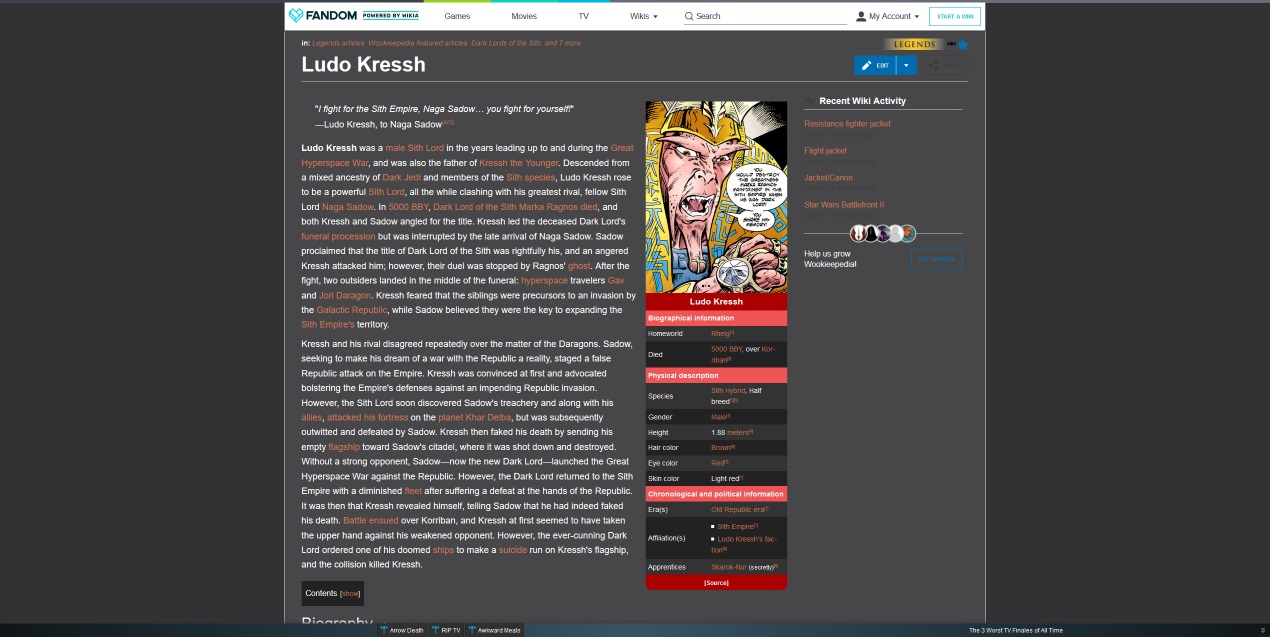 FANDOM POWERED BY WIKIA
Games
Movies
TV
Wikis
Search
My Account
START A WIKI
in: Legends articles Wookieepedia featured articles Dark Lords of the Sith and 7 more
LEGENDS
Ludo Kressh
EDIT
"I fight for the Sith Empire, Naga Sadow… you fight for yourself!"
—Ludo Kressh, to Naga Sadow[src]
Ludo Kressh was a male Sith Lord in the years leading up to and during the Great
Hyperspace War, and was also the father of Kressh the Younger. Descended from
a mixed ancestry of Dark Jedi and members of the Sith species, Ludo Kressh rose
to be a powerful Sith Lord, all the while clashing with his greatest rival, fellow Sith
Lord Naga Sadow. In 5000 BBY, Dark Lord of the Sith Marka Ragnos died, and
both Kressh and Sadow angled for the title. Kressh led the deceased Dark Lord's
funeral procession but was interrupted by the late arrival of Naga Sadow. Sadow
proclaimed that the title of Dark Lord of the Sith was rightfully his, and an angered
Kressh attacked him; however, their duel was stopped by Ragnos' ghost. After the
fight, two outsiders landed in the middle of the funeral: hyperspace travelers Gav
and Jori Daragon. Kressh feared that the siblings were precursors to an invasion by
the Galactic Republic, while Sadow believed they were the key to expanding the
Sith Empire's territory.
Kressh and his rival disagreed repeatedly over the matter of the Daragons. Sadow,
seeking to make his dream of a war with the Republic a reality, staged a false
Republic attack on the Empire. Kressh was convinced at first and advocated
bolstering the Empire's defenses against an impending Republic invasion.
However, the Sith Lord soon discovered Sadow's treachery and along with his
allies, attacked his fortress on the planet Khar Delba, but was subsequently
outwitted and defeated by Sadow. Kressh then faked his death by sending his
empty flagship toward Sadow's citadel, where it was shot down and destroyed.
Without a strong opponent, Sadow—now the new Dark Lord—launched the Great
Hyperspace War against the Republic. However, the Dark Lord returned to the Sith
Empire with a diminished fleet after suffering a defeat at the hands of the Republic.
It was then that Kressh revealed himself, telling Sadow that he had indeed faked
his death. Battle ensued over Korriban, and Kressh at first seemed to have taken
the upper hand against his weakened opponent. However, the ever-cunning Dark
Lord ordered one of his doomed ships to make a suicide run on Kressh's flagship,
and the collision killed Kressh.
Contents [show]
Biography
YOU
WOULD DESTROY
THE GREATNESS
MARKA RAGNOS
MAINTAINED IN THE
SITH EMPIRE WHEN
HE WAS DARK
LORD!
YOU
SHAME HIS
MEMORY!
Ludo Kressh
Biographical information
Homeworld Rhelg
Died 5000 BBY, over Kor-
riban
Physical description
Species Sith Hybrid, Half
breed
Gender Male
Height 1.88 meters
Hair color Brown
Eye color Red
Skin color Light red
Chronological and political information
Era(s) Old Republic era
Affiliation(s) Sith Empire
Ludo Kressh's fac-
tion
Apprentices Skarok-Nur (secretly)
[Source]
Recent Wiki Activity
Resistance fighter jacket
Flight jacket
Jacket/Canon
Star Wars Battlefront II
Help us grow
Wookieepedia!
GET STARTED
Arrow Death
RIP TV
Awkward Meals
The 3 Worst TV Finales of All Time